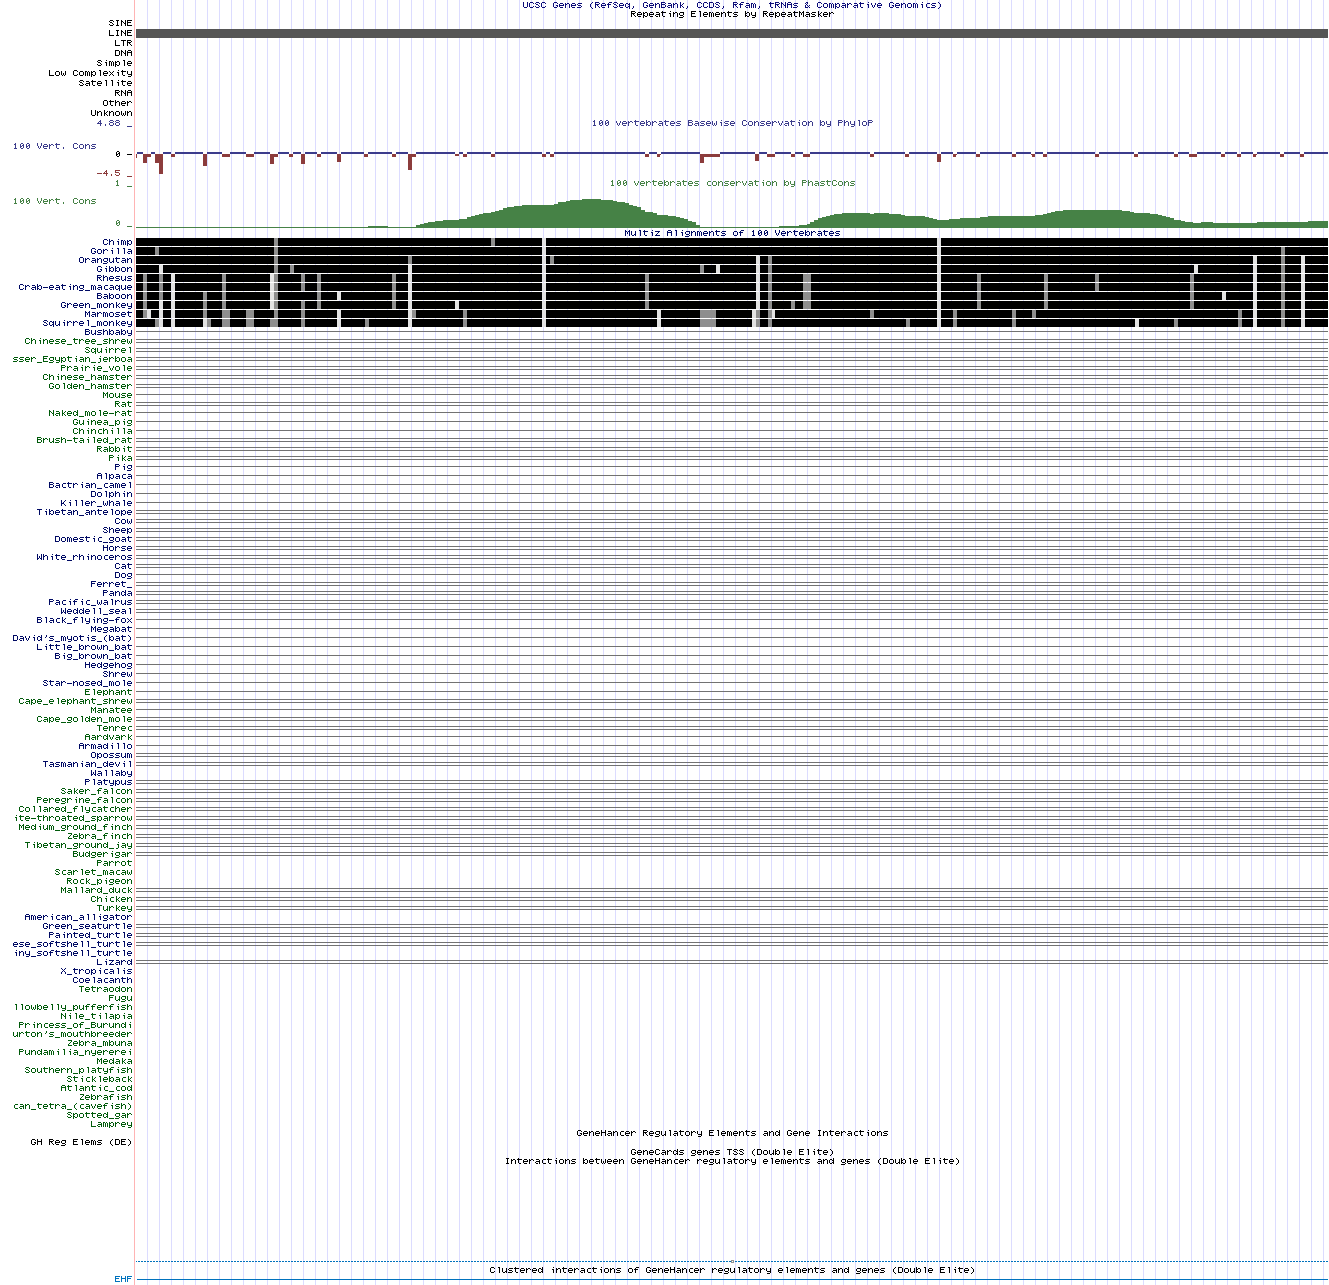 UCSC Genes (RefSeq, GenBank, CCDS, Rfam, tRNAs & Comparative Genomics)
Repeating Elements by RepeatMasker
SINE
LINE
LTR
DNA
Simple
Low Complexity
Satellite
RNA
Other
Unknown
4.88 _
100 vertebrates Basewise Conservation by PhyloP
100 Vert. Cons
0 -
-4.5 _
1 _
100 vertebrates conservation by PhastCons
100 Vert. Cons
0 _
Multiz Alignments of 100 Vertebrates
Chimp
Gorilla
Orangutan
Gibbon
Rhesus
Crab-eating_macaque
Baboon
Green_monkey
Marmoset
Squirrel_monkey
Bushbaby
Chinese_tree_shrew
Squirrel
sser_Egyptian_jerboa
Prairie_vole
Chinese_hamster
Golden_hamster
Mouse
Rat
Naked_mole-rat
Guinea_pig
Chinchilla
Brush-tailed_rat
Rabbit
Pika
Pig
Alpaca
Bactrian_camel
Dolphin
Killer_whale
Tibetan_antelope
Cow
Sheep
Domestic_goat
Horse
White_rhinoceros
Cat
Dog
Ferret_
Panda
Pacific_walrus
Weddell_seal
Black_flying-fox
Megabat
David's_myotis_(bat)
Little_brown_bat
Big_brown_bat
Hedgehog
Shrew
Star-nosed_mole
Elephant
Cape_elephant_shrew
Manatee
Cape_golden_mole
Tenrec
Aardvark
Armadillo
Opossum
Tasmanian_devil
Wallaby
Platypus
Saker_falcon
Peregrine_falcon
Collared_flycatcher
ite-throated_sparrow
Medium_ground_finch
Zebra_finch
Tibetan_ground_jay
Budgerigar
Parrot
Scarlet_macaw
Rock_pigeon
Mallard_duck
Chicken
Turkey
American_alligator
Green_seaturtle
Painted_turtle
ese_softshell_turtle
iny_softshell_turtle
Lizard
X_tropicalis
Coelacanth
Tetraodon
Fugu
llowbelly_pufferfish
Nile_tilapia
Princess_of_Burundi
urton's_mouthbreeder
Zebra_mbuna
Pundamilia_nyererei
Medaka
Southern_platyfish
Stickleback
Atlantic_cod
Zebrafish
can_tetra_(cavefish)
Spotted_gar
Lamprey
GeneHancer Regulatory Elements and Gene Interactions
GH Reg Elems (DE)
GeneCards genes TSS (Double Elite)
Interactions between GeneHancer regulatory elements and genes (Double Elite)
Clustered interactions of GeneHancer regulatory elements and genes (Double Elite)
EHF